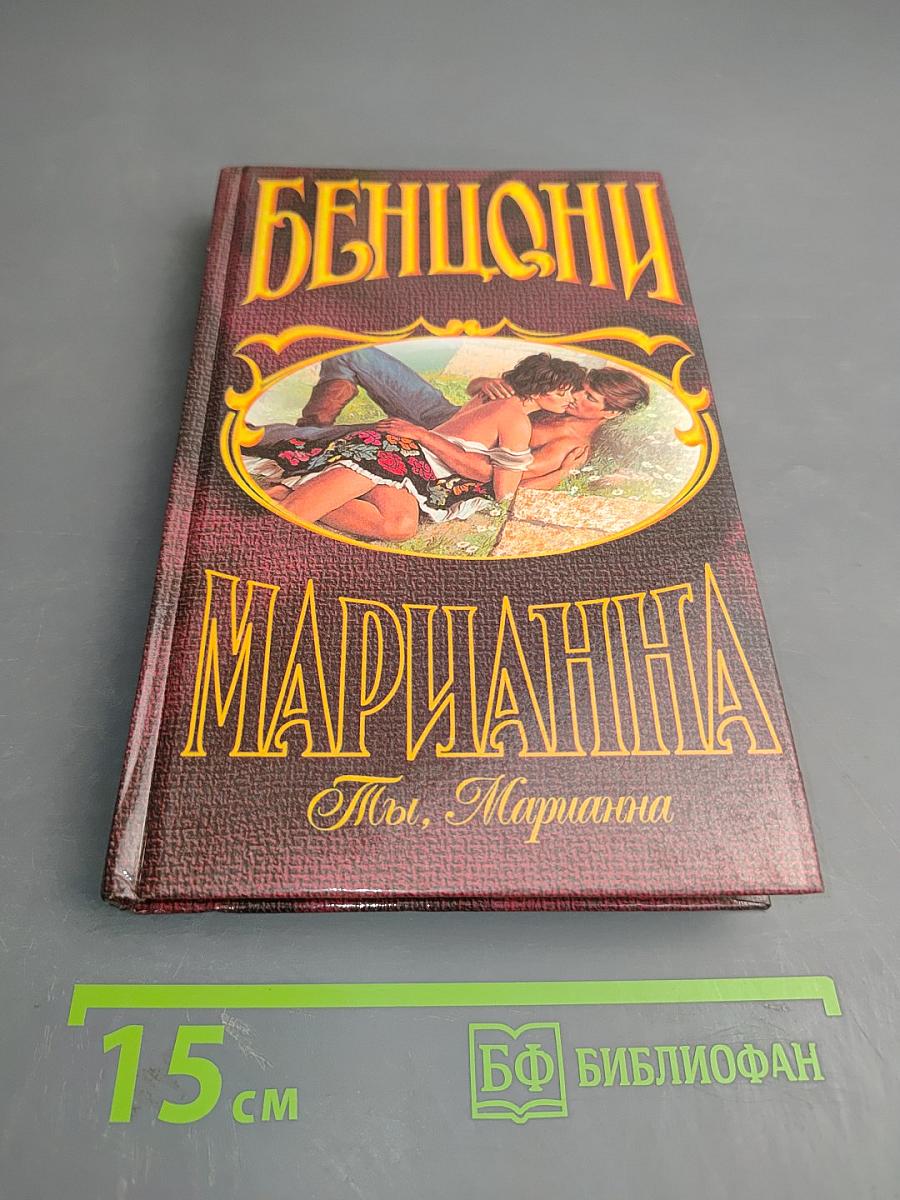 БЕНЦОНИ
МАРИАННА
Ты, Марианна
15 см
БФ БИБЛИОФАН